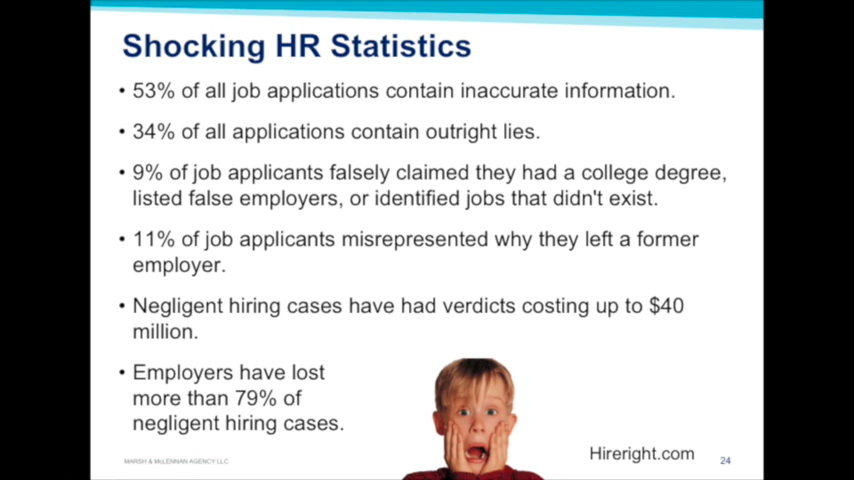 Shocking HR Statistics
• 53% of all job applications contain inaccurate information.
• 34% of all applications contain outright lies.
• 9% of job applicants falsely claimed they had a college degree,
listed false employers, or identified jobs that didn't exist.
• 11% of job applicants misrepresented why they left a former
employer.
• Negligent hiring cases have had verdicts costing up to $40
million.
• Employers have lost
more than 79% of
negligent hiring cases.
Hireright.com
MARSH & McLENNAN AGENCY LLC
24